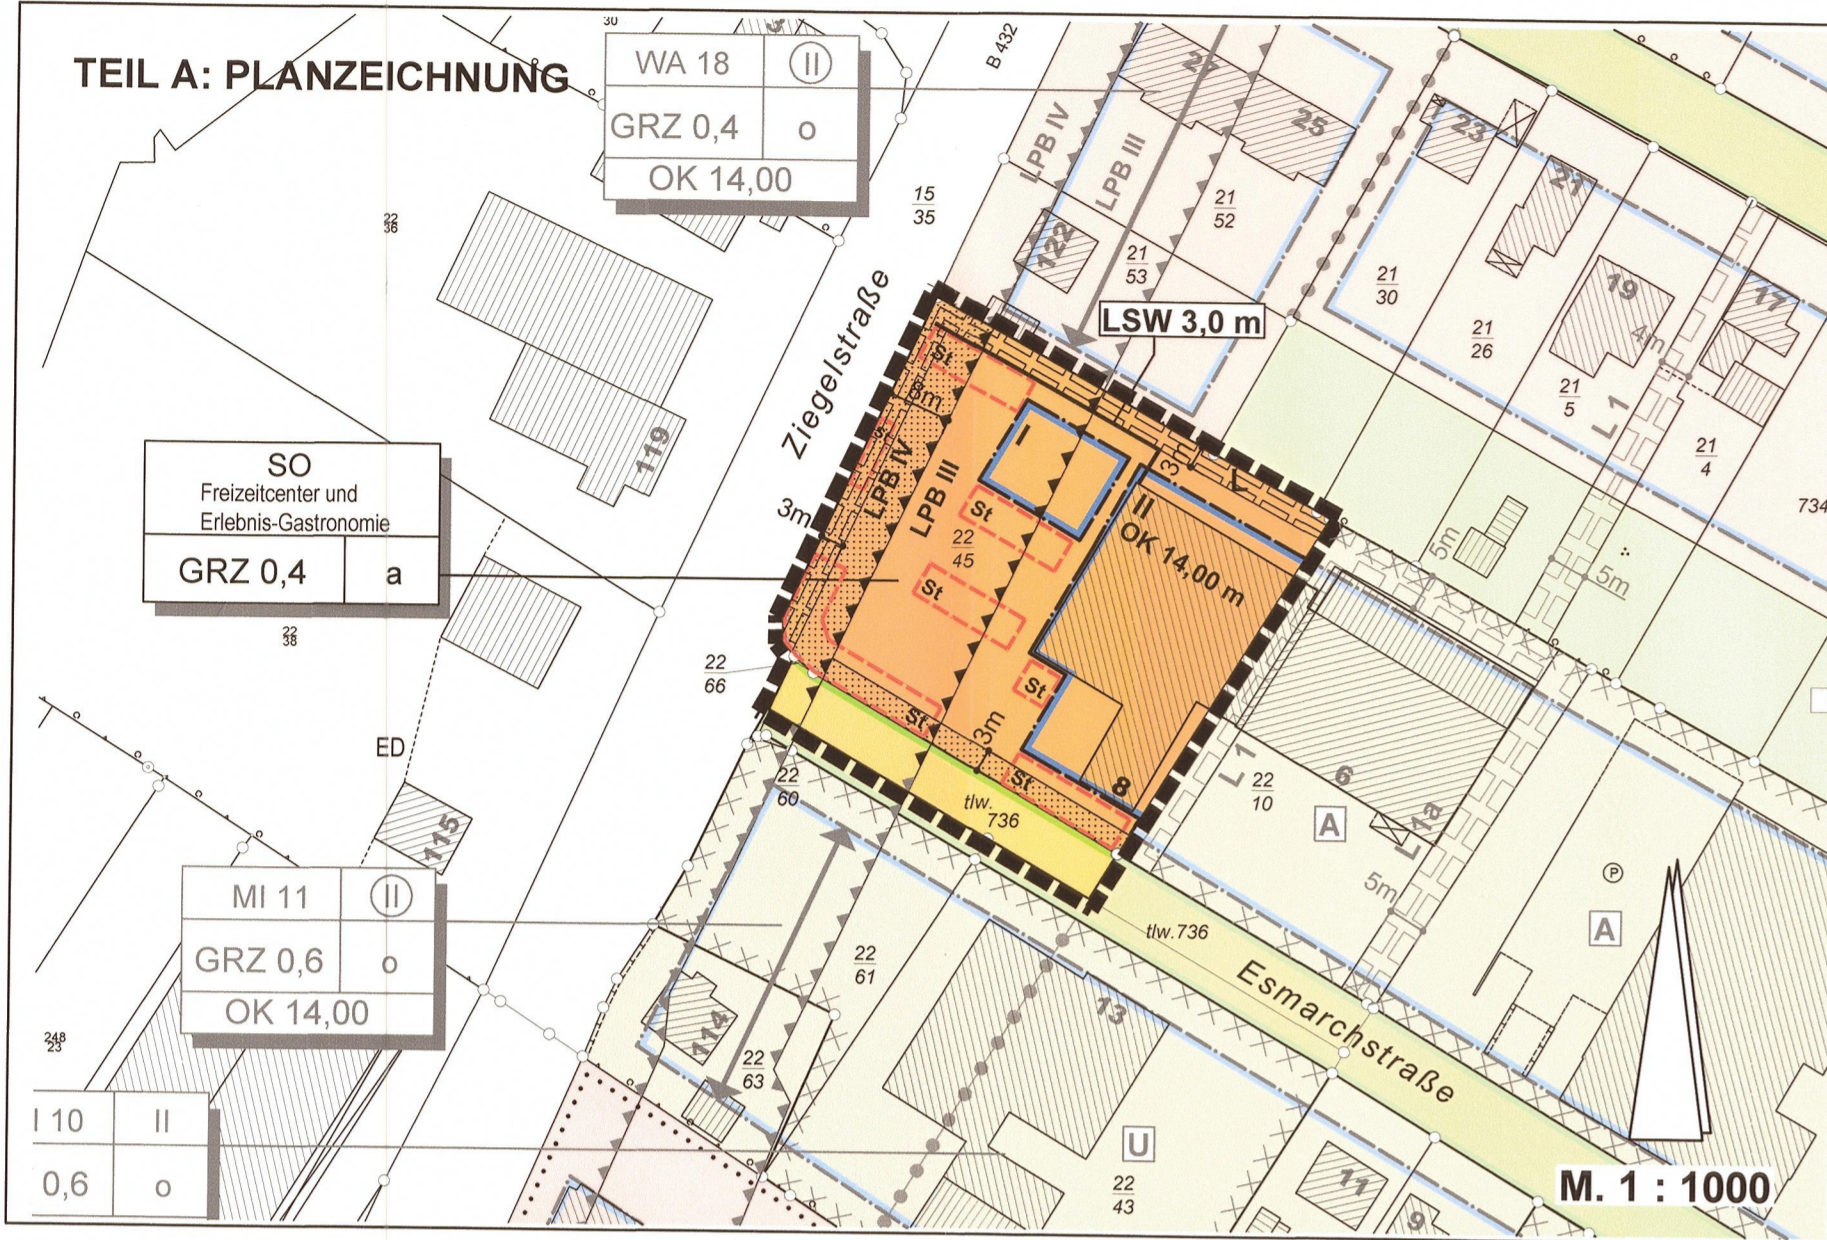 TEIL A: PLANZEICHNUNG
30
WA 18
II
GRZ 0,4
o
OK 14,00
B 432
27
25
23
21
19
17
LPB IV
LPB III
15
35
22
36
21
52
21
53
122
21
30
21
26
21
5
21
4
4m
L 1
734
Ziegelstraße
LSW 3,0 m
119
SO
Freizeitcenter und
Erlebnis-Gastronomie
GRZ 0,4
a
St
8m
I
3m
A
LPB IV
LPB III
3m
II
OK 14,00 m
St
22
45
St
St
St
3m
St
8
5m
5m
22
38
22
66
ED
22
60
tlw.
736
L 1
22
10
6
A
L 1a
5m
P
A
115
MI 11
II
GRZ 0,6
o
OK 14,00
tlw.736
22
61
Esmarchstraße
13
114
22
63
248
23
I 10
II
0,6
o
U
22
43
11
9
M. 1 : 1000